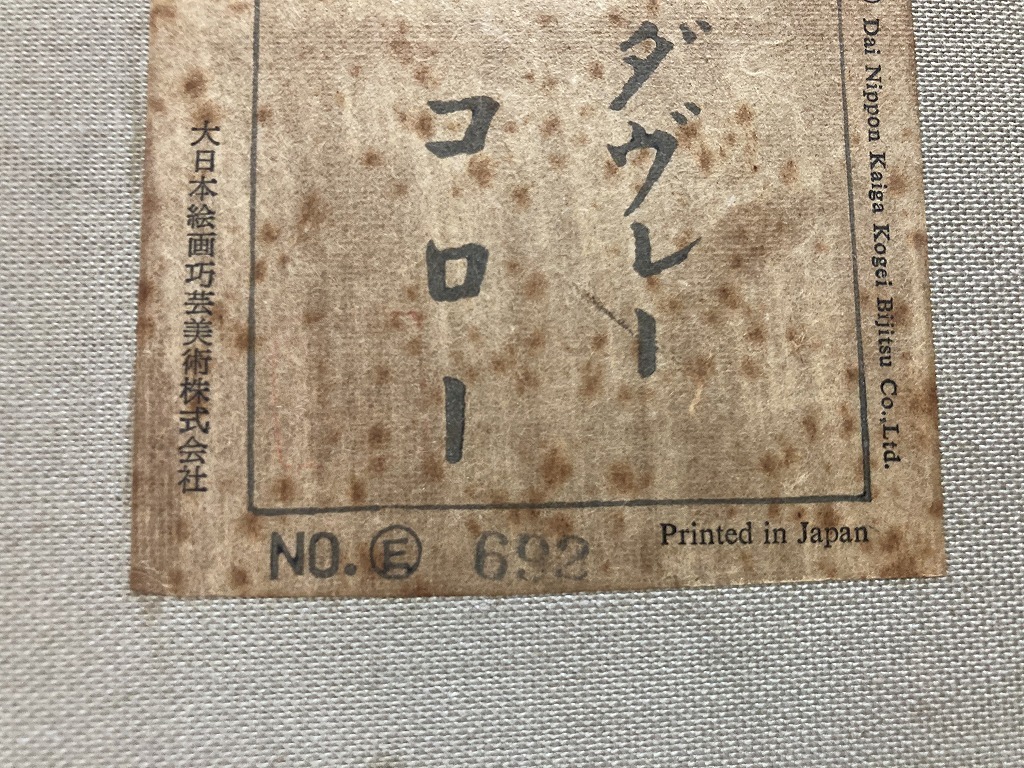 ) Dai Nippon Kaiga Kogei Bijitsu Co.,Ltd.
ダヴレー
コロー
大日本絵画巧芸美術株式会社
NO. Ⓔ 692
Printed in Japan